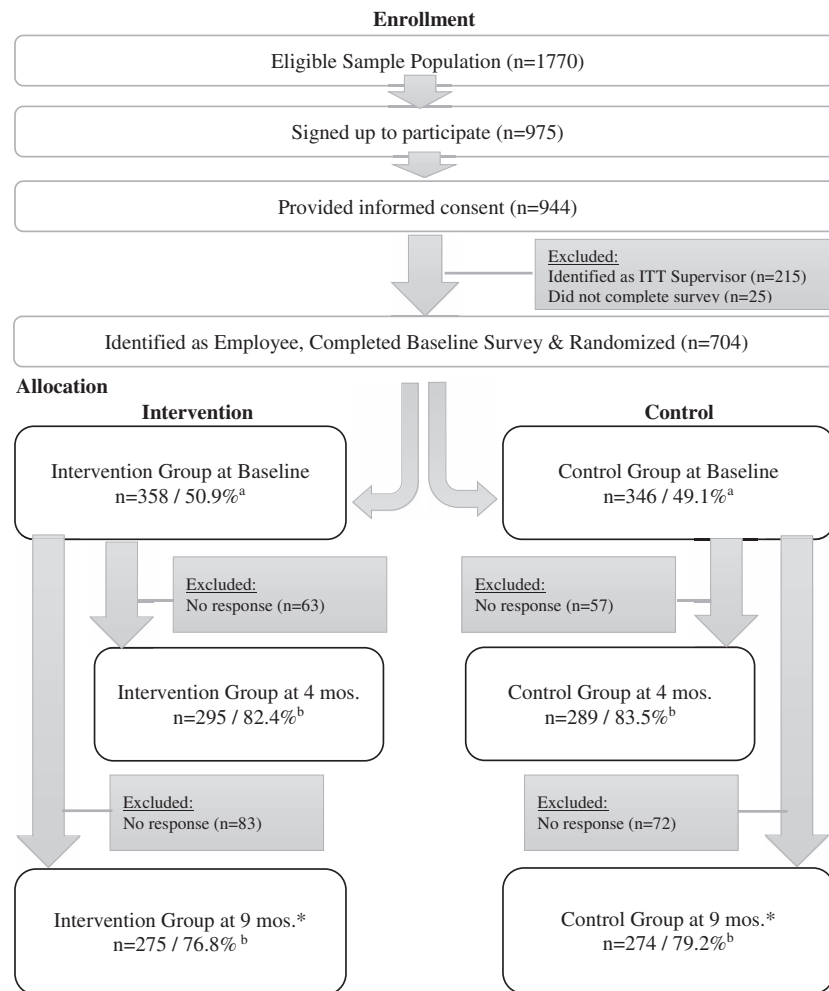 Enrollment
Eligible Sample Population (n=1770)
Signed up to participate (n=975)
Provided informed consent (n=944)
Excluded:
Identified as ITT Supervisor (n=215)
Did not complete survey (n=25)
Identified as Employee, Completed Baseline Survey & Randomized (n=704)
Allocation
Intervention
Control
Intervention Group at Baseline
n=358 / 50.9%ᵃ
Control Group at Baseline
n=346 / 49.1%ᵃ
Excluded:
No response (n=63)
Excluded:
No response (n=57)
Intervention Group at 4 mos.
n=295 / 82.4%ᵇ
Control Group at 4 mos.
n=289 / 83.5%ᵇ
Excluded:
No response (n=83)
Excluded:
No response (n=72)
Intervention Group at 9 mos.*
n=275 / 76.8% ᵇ
Control Group at 9 mos.*
n=274 / 79.2%ᵇ